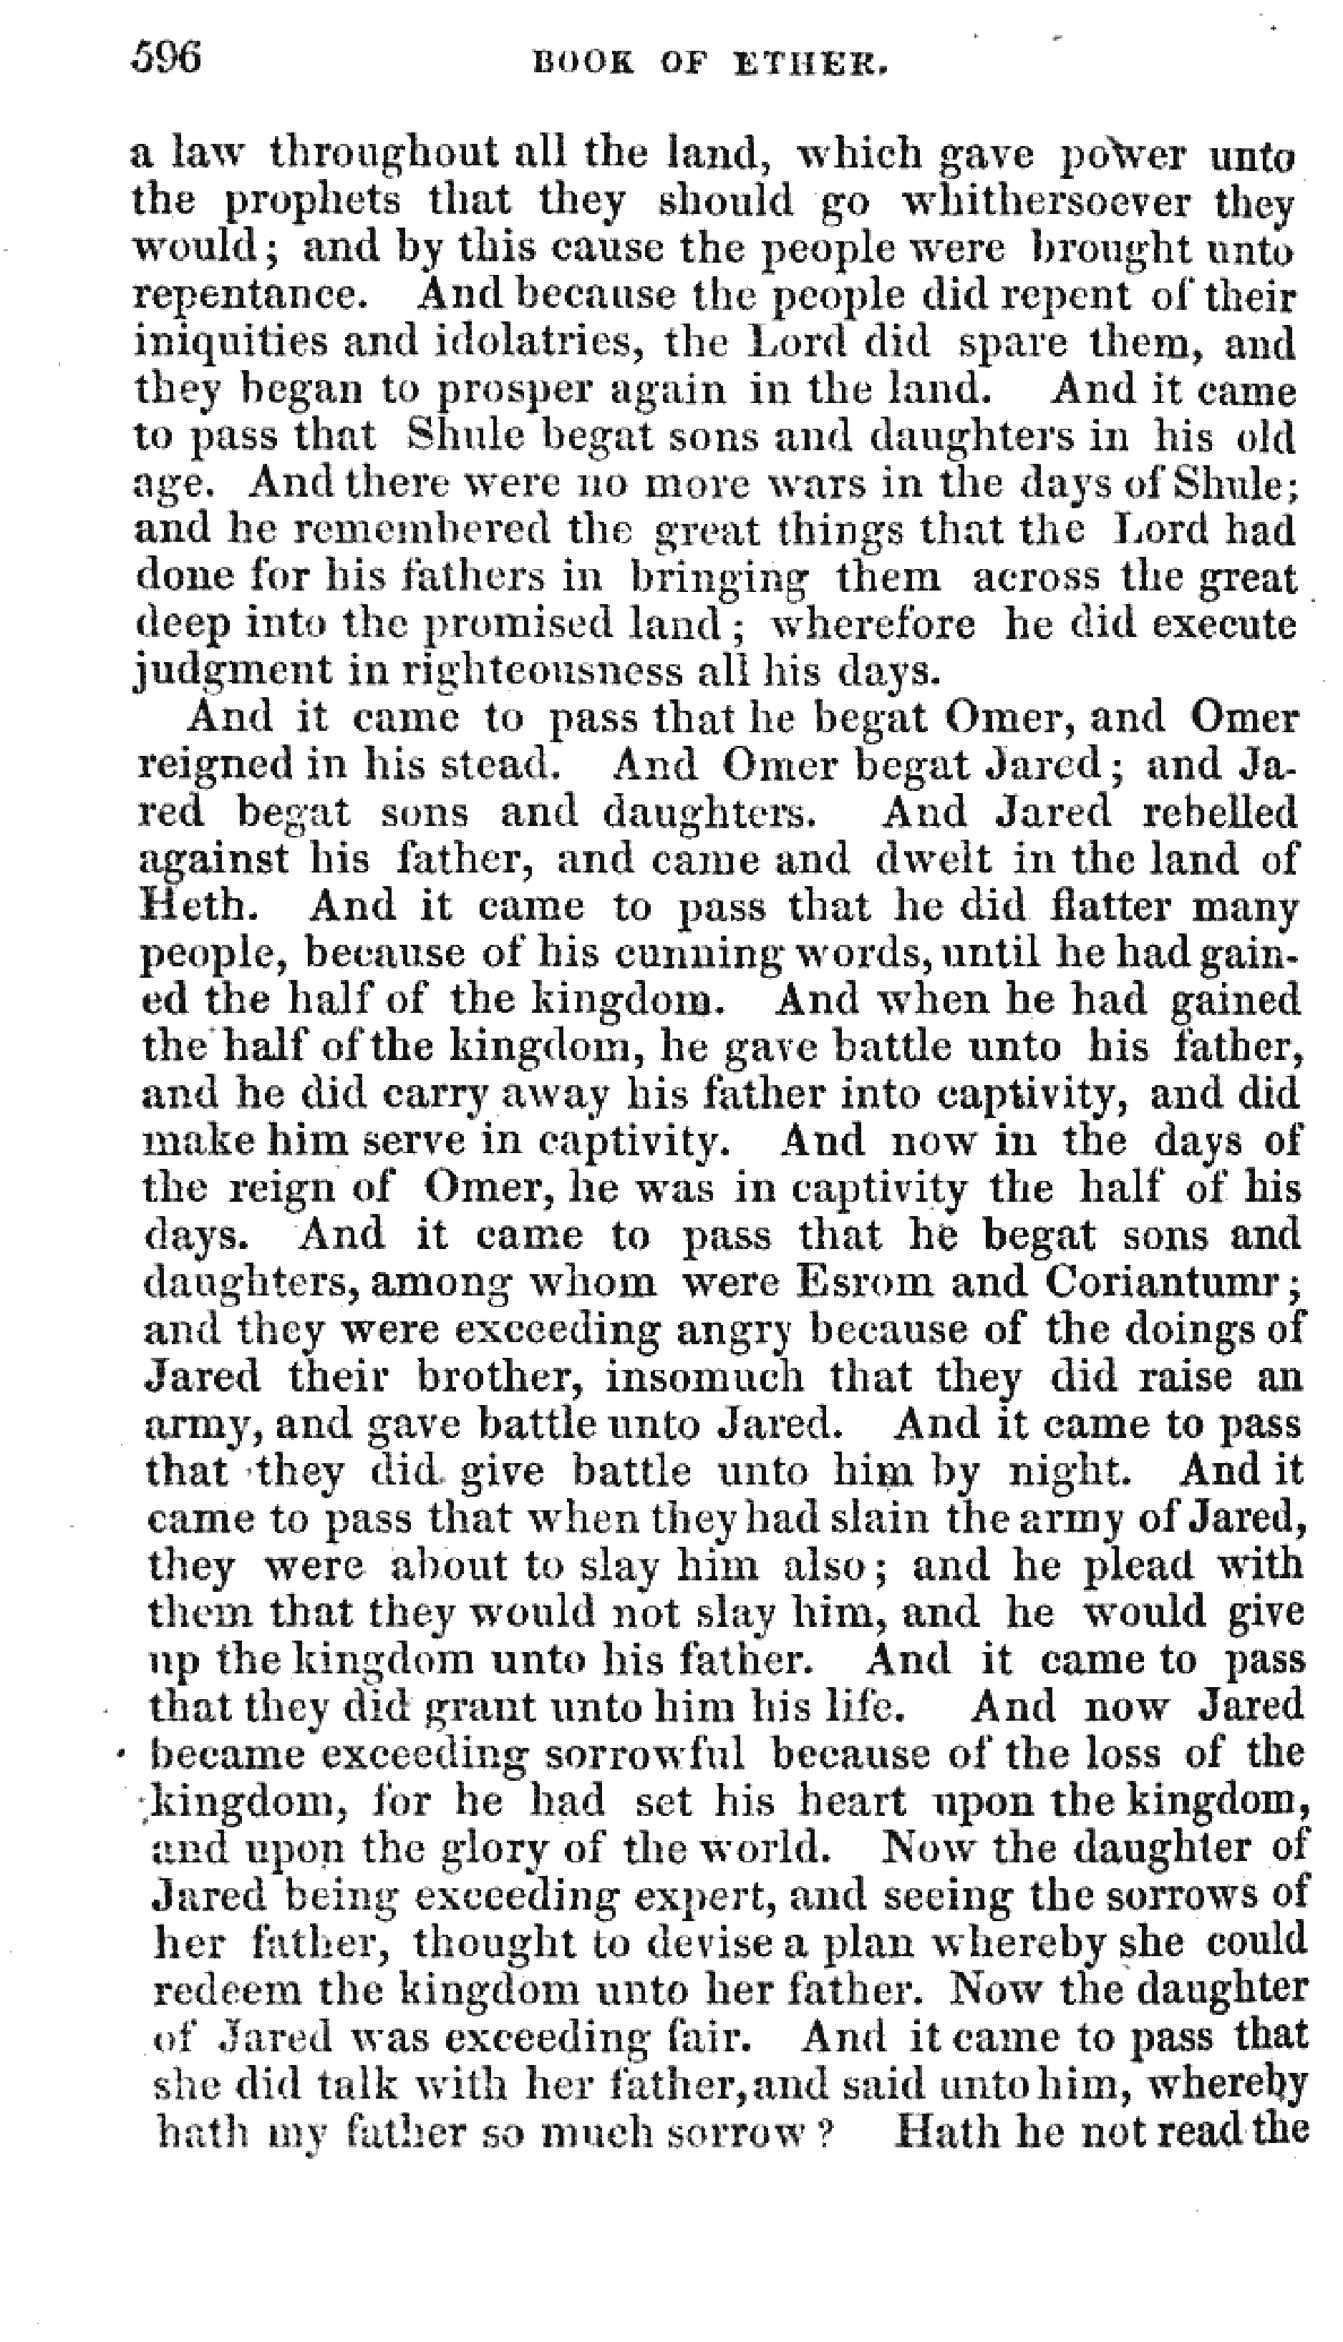 596 BOOK OF ETHER.
a law throughout all the land, which gave power unto
the prophets that they should go whithersoever they
would; and by this cause the people were brought unto
repentance. And because the people did repent of their
iniquities and idolatries, the Lord did spare them, and
they began to prosper again in the land. And it came
to pass that Shule begat sons and daughters in his old
age. And there were no more wars in the days of Shule;
and he remembered the great things that the Lord had
done for his fathers in bringing them across the great
deep into the promised land; wherefore he did execute
judgment in righteousness all his days.
And it came to pass that he begat Omer, and Omer
reigned in his stead. And Omer begat Jared; and Ja-
red begat sons and daughters. And Jared rebelled
against his father, and came and dwelt in the land of
Heth. And it came to pass that he did flatter many
people, because of his cunning words, until he had gain-
ed the half of the kingdom. And when he had gained
the half of the kingdom, he gave battle unto his father,
and he did carry away his father into captivity, and did
make him serve in captivity. And now in the days of
the reign of Omer, he was in captivity the half of his
days. And it came to pass that he begat sons and
daughters, among whom were Esrom and Coriantumr;
and they were exceeding angry because of the doings of
Jared their brother, insomuch that they did raise an
army, and gave battle unto Jared. And it came to pass
that they did give battle unto him by night. And it
came to pass that when they had slain the army of Jared,
they were about to slay him also; and he plead with
them that they would not slay him, and he would give
up the kingdom unto his father. And it came to pass
that they did grant unto him his life. And now Jared
became exceeding sorrowful because of the loss of the
kingdom, for he had set his heart upon the kingdom,
and upon the glory of the world. Now the daughter of
Jared being exceeding expert, and seeing the sorrows of
her father, thought to devise a plan whereby she could
redeem the kingdom unto her father. Now the daughter
of Jared was exceeding fair. And it came to pass that
she did talk with her father, and said unto him, whereby
hath my father so much sorrow? Hath he not read the